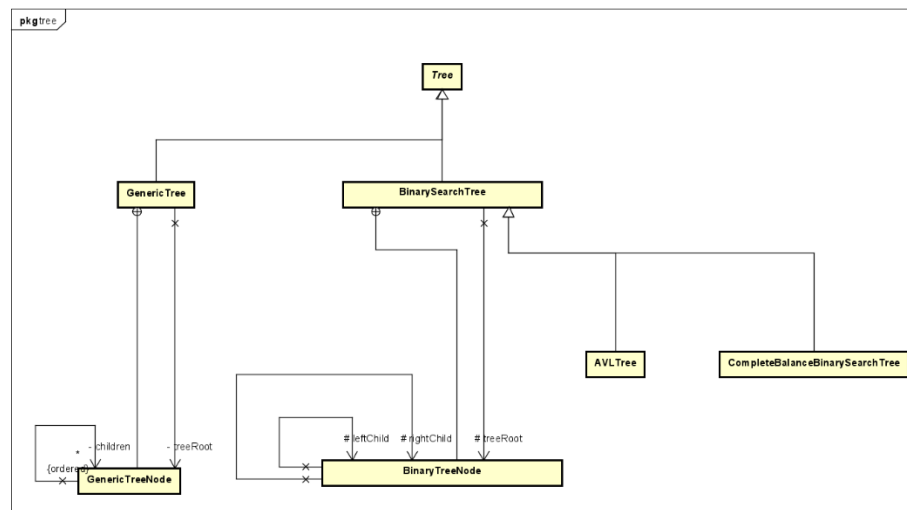 pkg tree
Tree
GenericTree
BinarySearchTree
AVLTree
CompleteBalanceBinarySearchTree
- children
- treeRoot
# leftChild
# rightChild
# treeRoot
*
{ordered}
GenericTreeNode
BinaryTreeNode